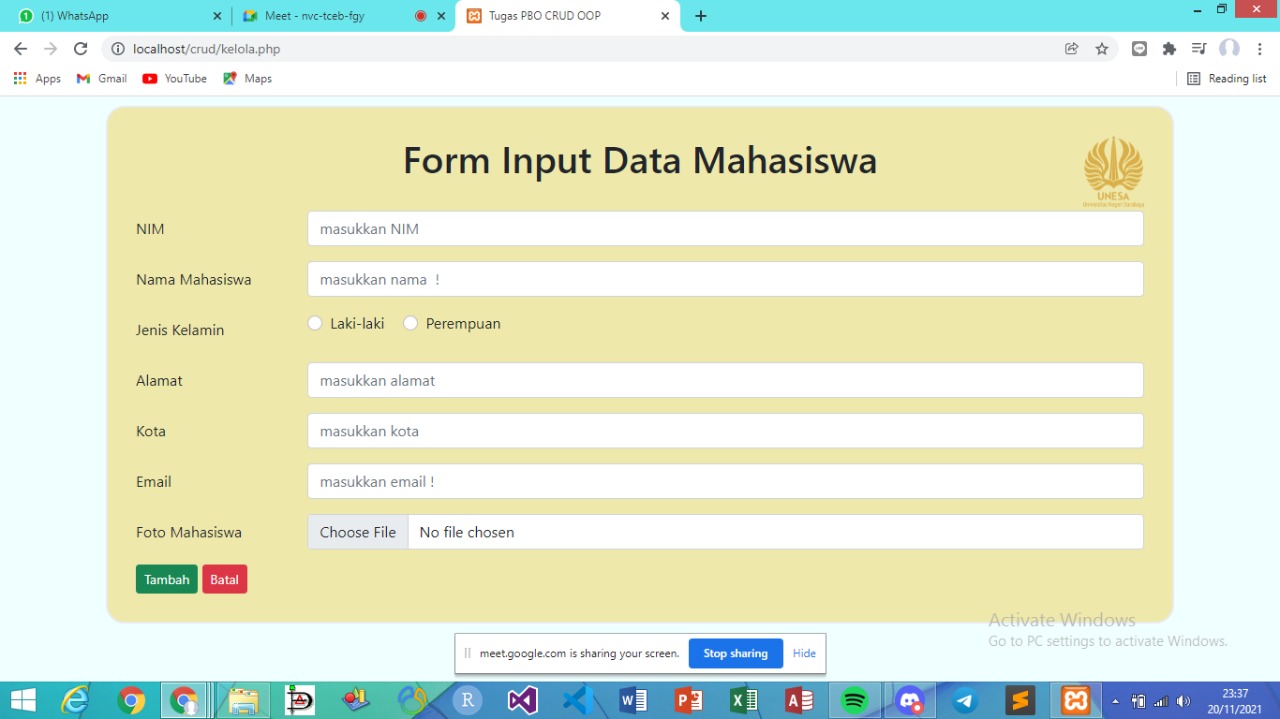 (1) WhatsApp
Meet - nvc-tceb-fgy
Tugas PBO CRUD OOP
localhost/crud/kelola.php
Apps
Gmail
YouTube
Maps
Reading list
Form Input Data Mahasiswa
UNESA
Universitas Negeri Surabaya
NIM
masukkan NIM
Nama Mahasiswa
masukkan nama  !
Jenis Kelamin
Laki-laki
Perempuan
Alamat
masukkan alamat
Kota
masukkan kota
Email
masukkan email !
Foto Mahasiswa
Choose File
No file chosen
Tambah
Batal
Activate Windows
Go to PC settings to activate Windows.
meet.google.com is sharing your screen.
Stop sharing
Hide
23:37
20/11/2021